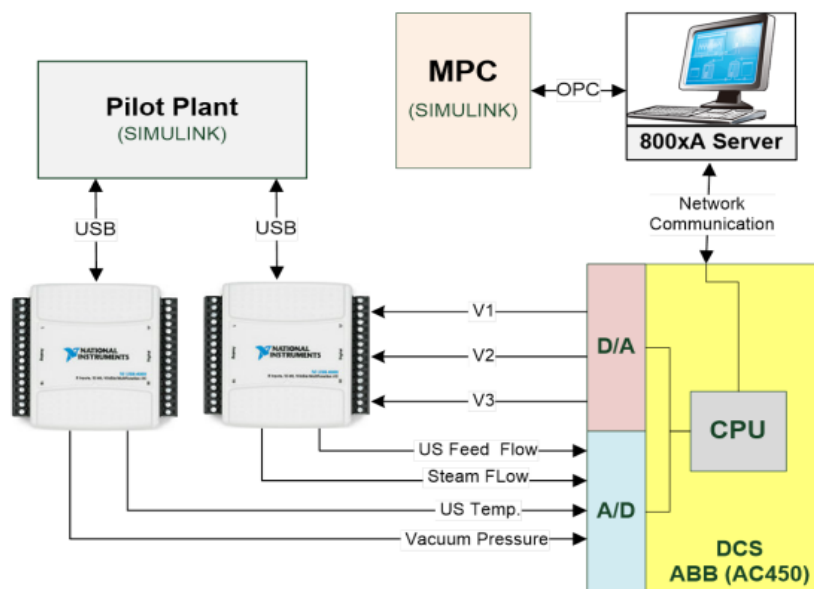 Pilot Plant
(SIMULINK)
MPC
(SIMULINK)
OPC
800xA Server
USB
USB
Network
Communication
NATIONAL
INSTRUMENTS
NATIONAL
INSTRUMENTS
V1
V2
V3
D/A
CPU
US Feed Flow
Steam FLow
US Temp.
Vacuum Pressure
A/D
DCS
ABB (AC450)